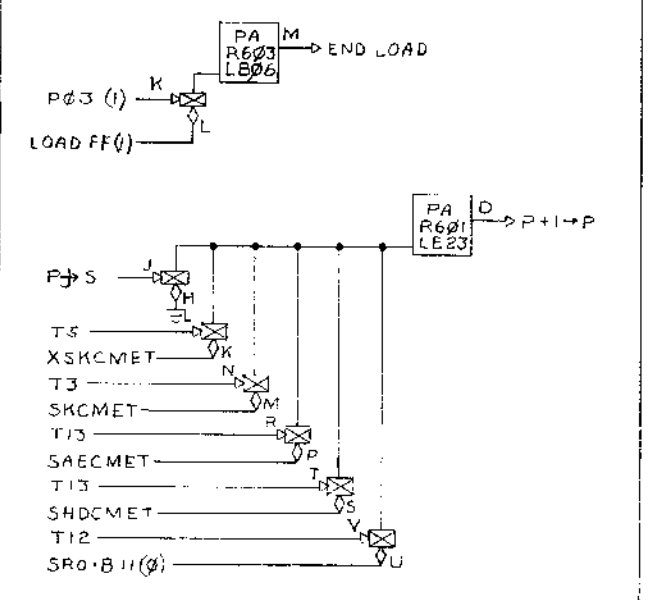 PA M
R6Ø3 END LOAD
LBØ6
K
PØ3 (1)
L
LOAD FF(1)
PA D
R6Ø1 P+1→P
LE23
J
P→S
H
T5
K
XSKCMET
N
T3
M
SKCMET
R
T13
P
SAECMET
T
T13
S
SHDCMET
V
T12
U
SRO·B11(Ø)